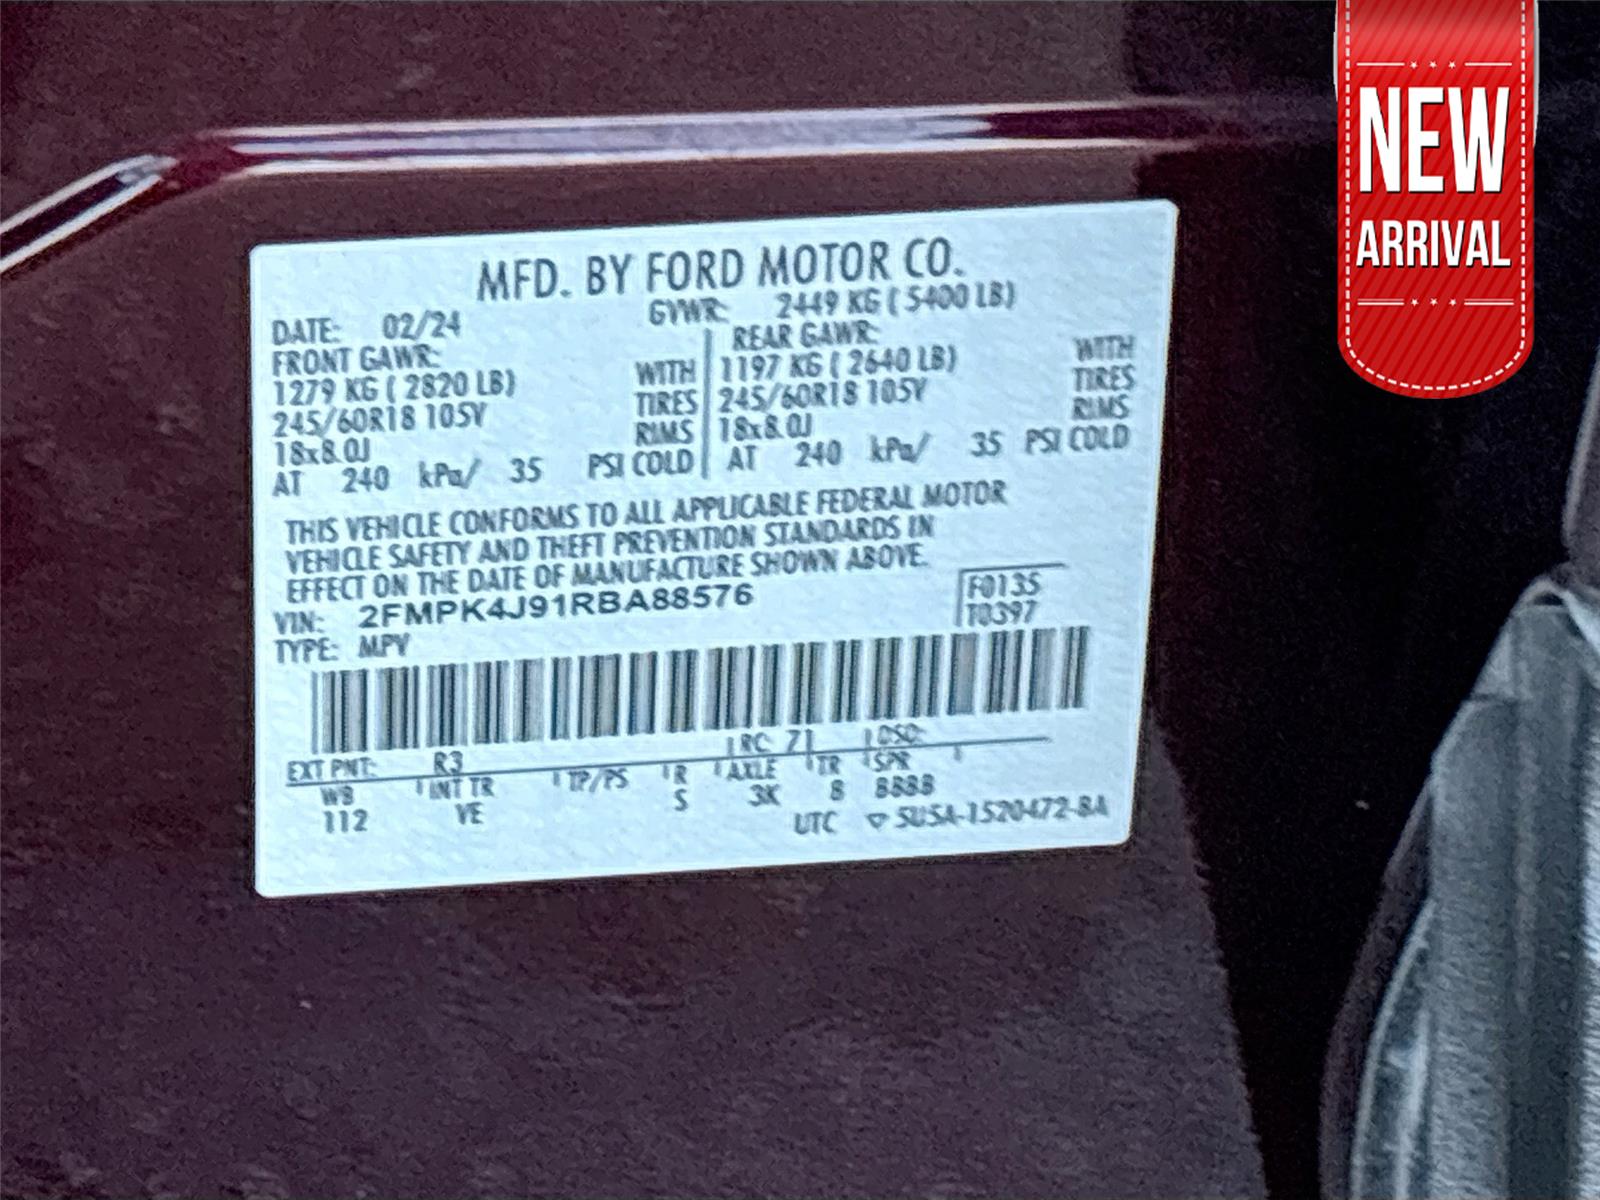 NEW
ARRIVAL
MFD. BY FORD MOTOR CO.
DATE: 02/24 GVWR: 2449 KG ( 5400 LB)
FRONT GAWR: REAR GAWR:
1279 KG ( 2820 LB) WITH 1197 KG ( 2640 LB) WITH
245/60R18 105V TIRES 245/60R18 105V TIRES
18x8.0J RIMS 18x8.0J RIMS
AT 240 kPa/ 35 PSI COLD AT 240 kPa/ 35 PSI COLD
THIS VEHICLE CONFORMS TO ALL APPLICABLE FEDERAL MOTOR
VEHICLE SAFETY AND THEFT PREVENTION STANDARDS IN
EFFECT ON THE DATE OF MANUFACTURE SHOWN ABOVE.
VIN: 2FMPK4J91RBA88576 F0135
TYPE: MPV T0397
EXT PNT: R3 RC: 71 DSO:
WB INT TR TP/PS R AXLE TR SPR
112 VE S 3K 8 BBBB
UTC ▽ 5U5A-1520472-BA